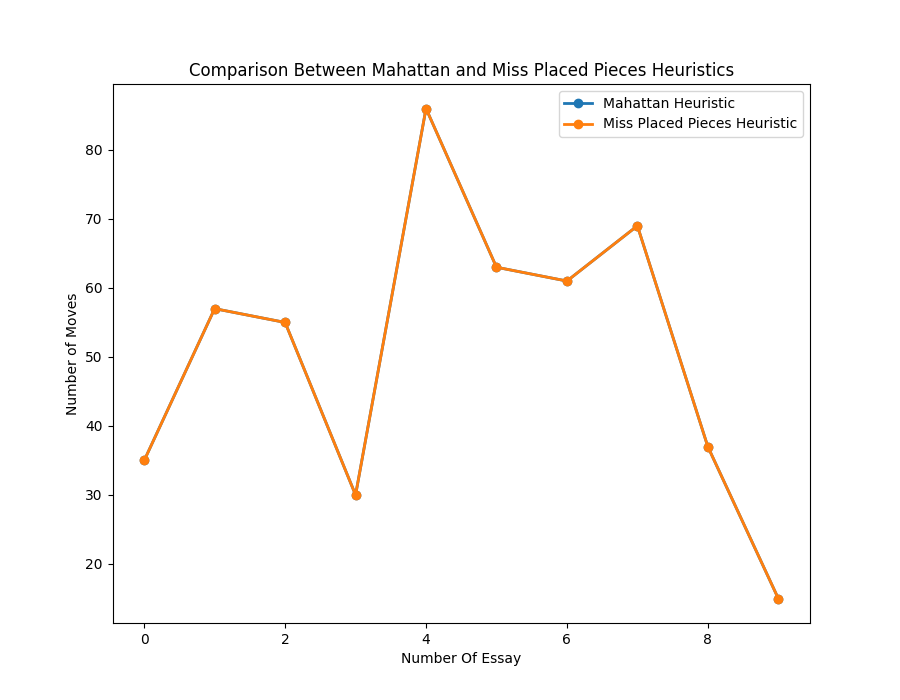 Comparison Between Mahattan and Miss Placed Pieces Heuristics
Mahattan Heuristic
Miss Placed Pieces Heuristic
Number of Moves
80
70
60
50
40
30
20
0 2 4 6 8
Number Of Essay